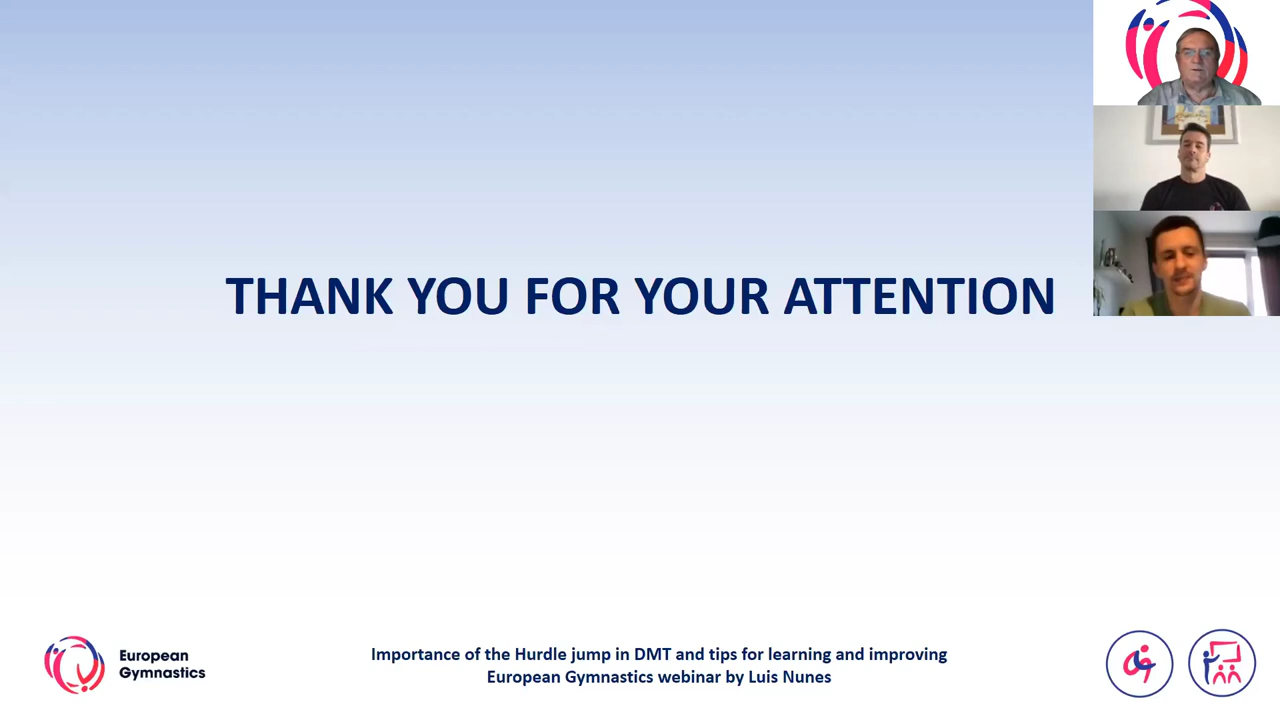 THANK YOU FOR YOUR ATTENTION
European
Gymnastics
Importance of the Hurdle jump in DMT and tips for learning and improving
European Gymnastics webinar by Luis Nunes